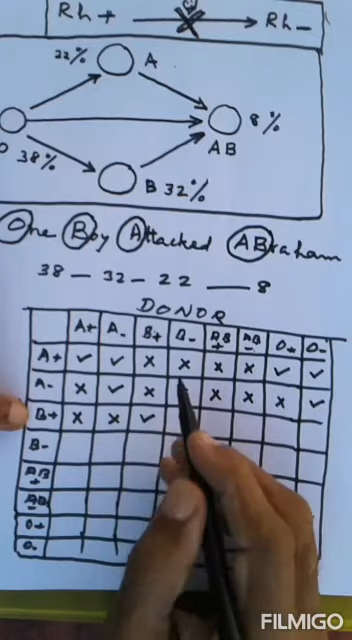 Rh+ Rh-
22% A
O 38% 8%
AB
B 32%
One Boy Attacked ABraham
38 - 32 - 22 - 8
DONOR
A+ A- B+ B- AB+ AB- O+ O-
A+ ✓ ✓ x x x x ✓ ✓
A- x ✓ x x x x ✓
B+ x x ✓
B-
AB+
AB-
O+
O-
FILMIGO